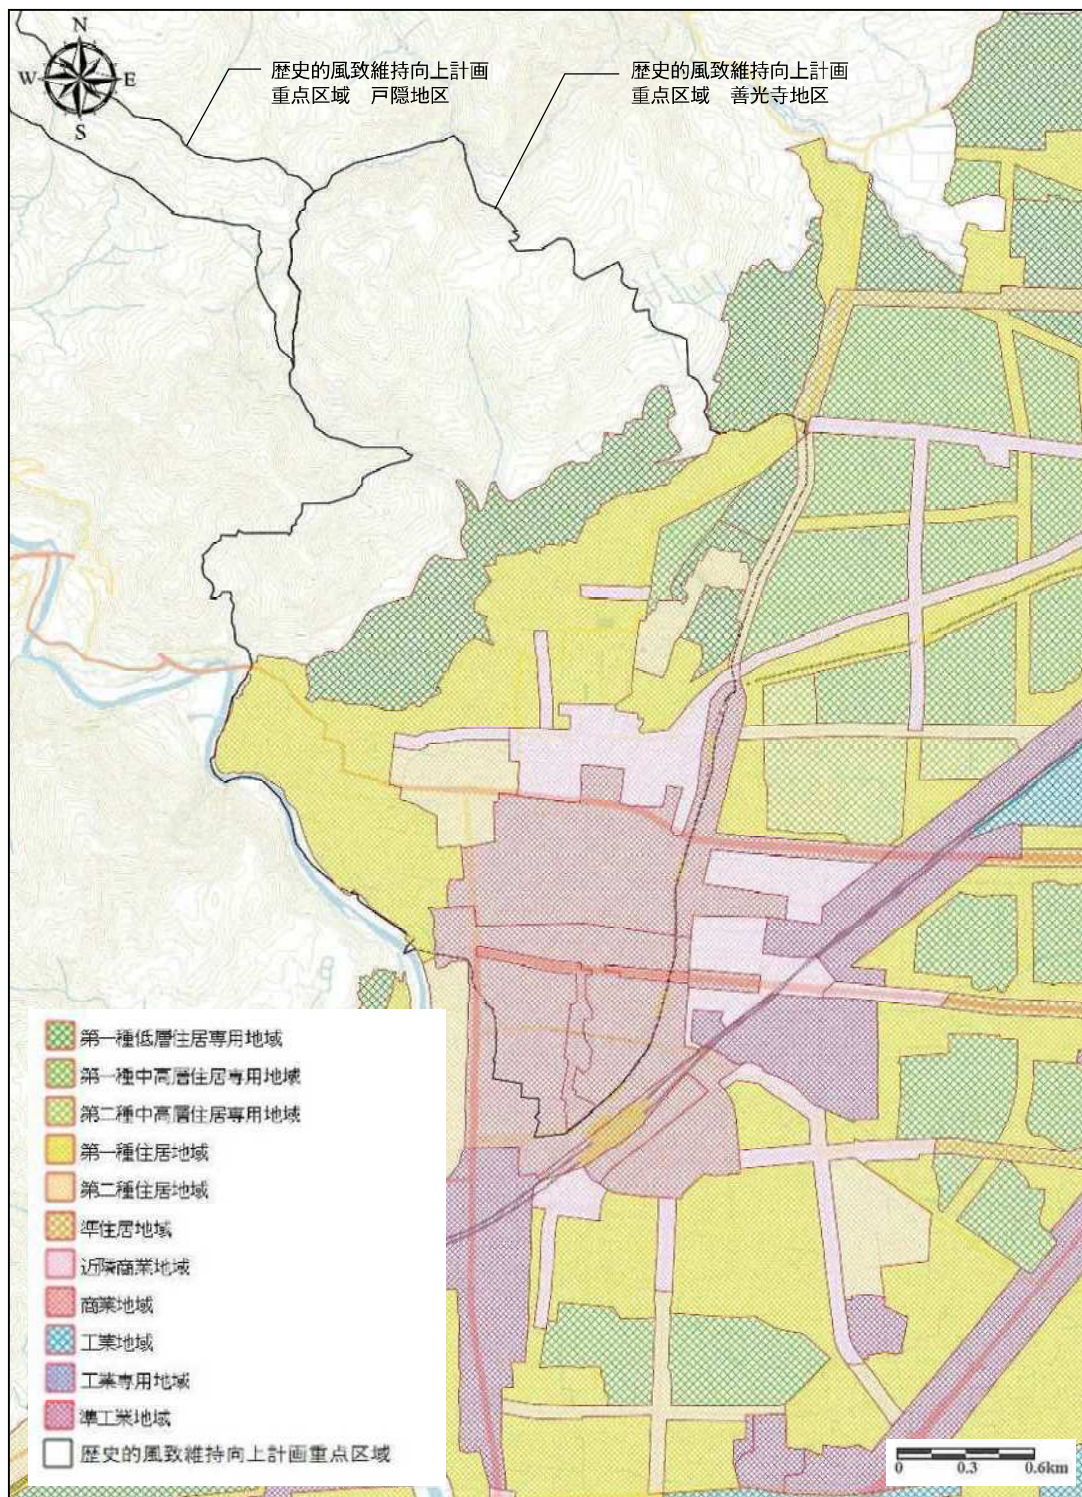 N
W
E
S
歴史的風致維持向上計画
重点区域 戸隠地区
歴史的風致維持向上計画
重点区域 善光寺地区
第一種低層住居専用地域
第一種中高層住居専用地域
第二種中高層住居専用地域
第一種住居地域
第二種住居地域
準住居地域
近隣商業地域
商業地域
工業地域
工業専用地域
準工業地域
歴史的風致維持向上計画重点区域
0 0.3 0.6km